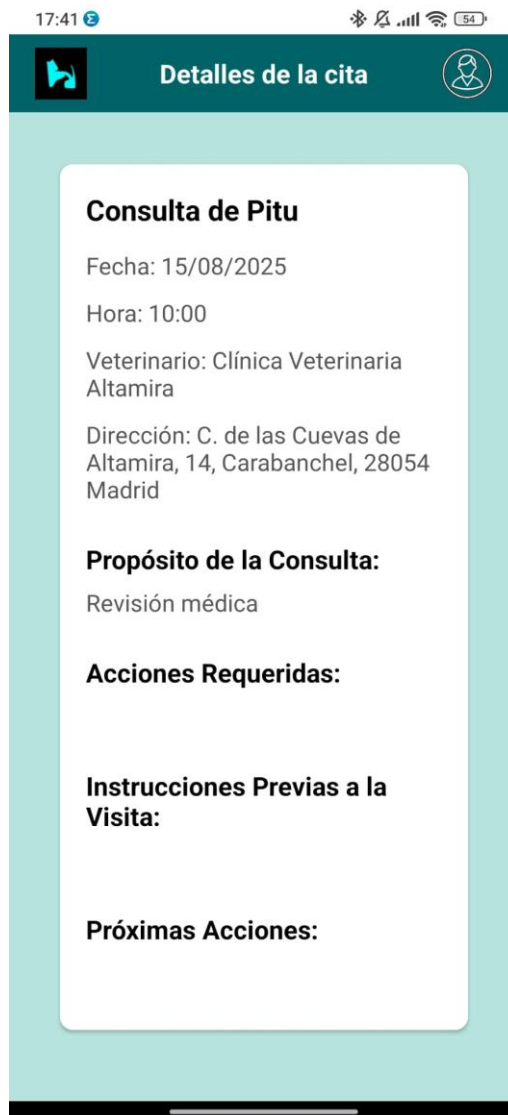 17:41
54
Detalles de la cita
Consulta de Pitu
Fecha: 15/08/2025
Hora: 10:00
Veterinario: Clínica Veterinaria
Altamira
Dirección: C. de las Cuevas de
Altamira, 14, Carabanchel, 28054
Madrid
Propósito de la Consulta:
Revisión médica
Acciones Requeridas:
Instrucciones Previas a la
Visita:
Próximas Acciones: